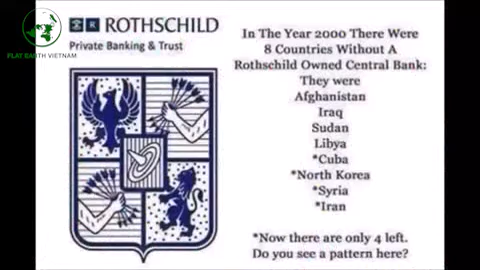 PLAT EARTH VIETNAM
R ROTHSCHILD
Private Banking & Trust
In The Year 2000 There Were
8 Countries Without A
Rothschild Owned Central Bank:
They were
Afghanistan
Iraq
Sudan
Libya
*Cuba
*North Korea
*Syria
*Iran
*Now there are only 4 left.
Do you see a pattern here?